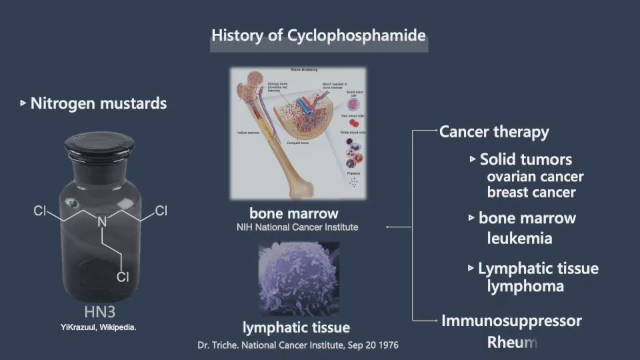 History of Cyclophosphamide
▸ Nitrogen mustards
Cl
Cl
N
Cl
HN3
YiKrazuul, Wikipedia.
bone marrow
NIH National Cancer Institute
lymphatic tissue
Dr. Triche. National Cancer Institute, Sep 20 1976
Cancer therapy
▸ Solid tumors
ovarian cancer
breast cancer
▸ bone marrow
leukemia
▸ Lymphatic tissue
lymphoma
Immunosuppressor
Rheum